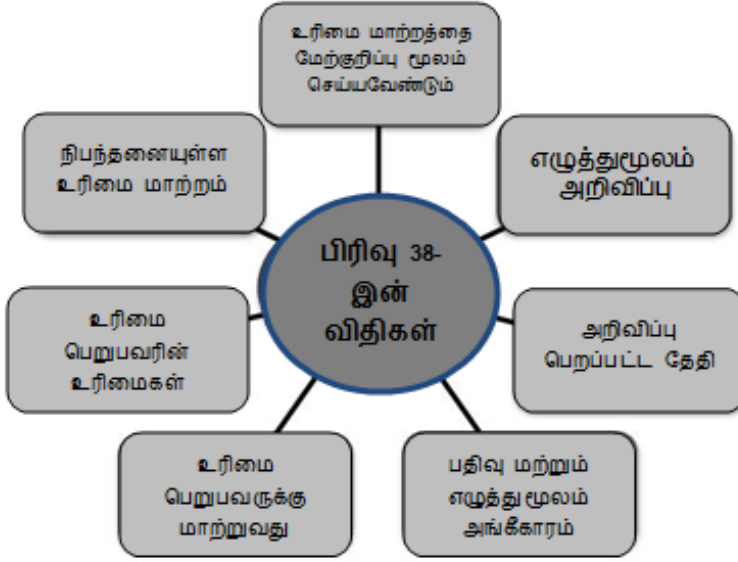 உரிமை மாற்றத்தை
மேற்குறிப்பு மூலம்
செய்யவேண்டும்
எழுத்துமூலம்
அறிவிப்பு
அறிவிப்பு
பெறப்பட்ட தேதி
பதிவு மற்றும்
எழுத்து மூலம்
அங்கீகாரம்
உரிமை
பெறுபவருக்கு
மாற்றுவது
உரிமை
பெறுபவரின்
உரிமைகள்
நிபந்தனையுள்ள
உரிமை மாற்றம்
பிரிவு 38-
இன்
விதிகள்